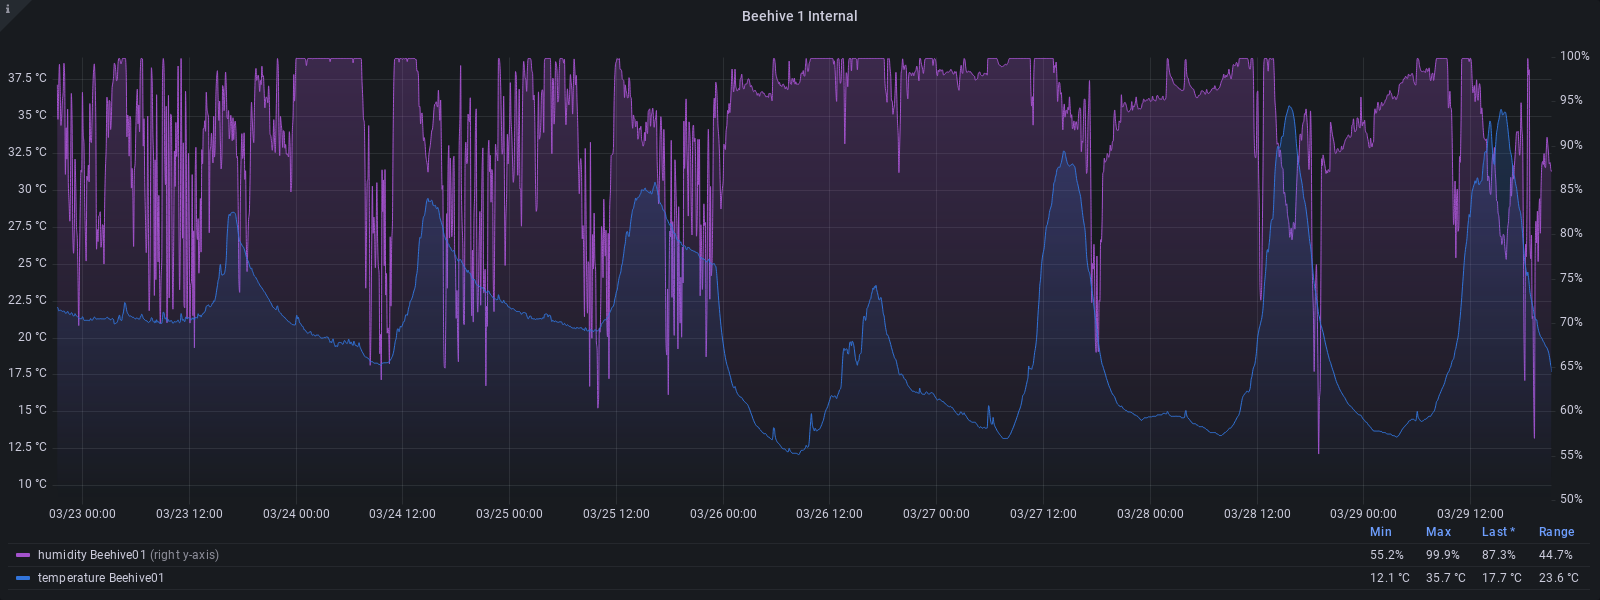 i
Beehive 1 Internal
37.5 °C
35 °C
32.5 °C
30 °C
27.5 °C
25 °C
22.5 °C
20 °C
17.5 °C
15 °C
12.5 °C
10 °C
100%
95%
90%
85%
80%
75%
70%
65%
60%
55%
50%
03/23 00:00 03/23 12:00 03/24 00:00 03/24 12:00 03/25 00:00 03/25 12:00 03/26 00:00 03/26 12:00 03/27 00:00 03/27 12:00 03/28 00:00 03/28 12:00 03/29 00:00 03/29 12:00
Min Max Last * Range
humidity Beehive01 (right y-axis) 55.2% 99.9% 87.3% 44.7%
temperature Beehive01 12.1 °C 35.7 °C 17.7 °C 23.6 °C